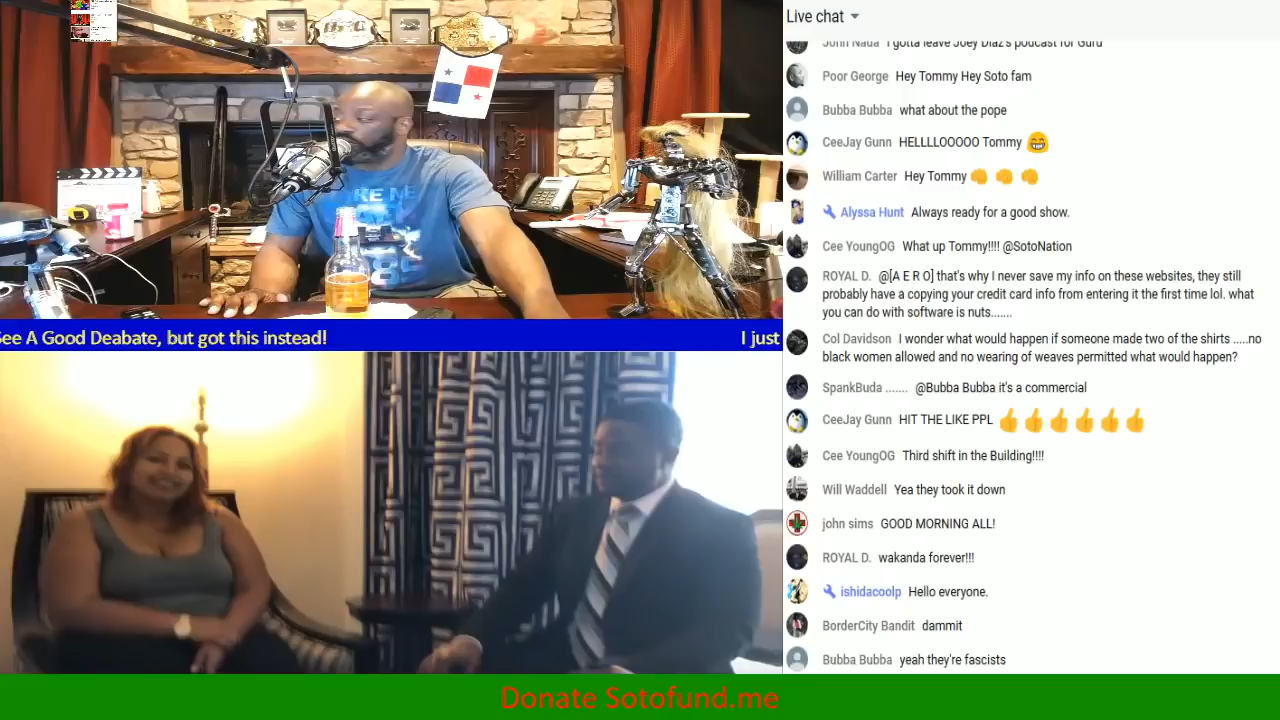 Live chat
John Naua I gotta leave Joey Diaz's podcast for Guru
Poor George Hey Tommy Hey Soto fam
Bubba Bubba what about the pope
CeeJay Gunn HELLLLOOOOO Tommy
William Carter Hey Tommy
Alyssa Hunt Always ready for a good show.
Cee YoungOG What up Tommy!!!! @SotoNation
ROYAL D. @[A E R O] that's why I never save my info on these websites, they still
probably have a copying your credit card info from entering it the first time lol. what
you can do with software is nuts.......
Col Davidson I wonder what would happen if someone made two of the shirts .....no
black women allowed and no wearing of weaves permitted what would happen?
SpankBuda ....... @Bubba Bubba it's a commercial
CeeJay Gunn HIT THE LIKE PPL
Cee YoungOG Third shift in the Building!!!!
Will Waddell Yea they took it down
john sims GOOD MORNING ALL!
ROYAL D. wakanda forever!!!
ishidacoolp Hello everyone.
BorderCity Bandit dammit
Bubba Bubba yeah they're fascists
See A Good Deabate, but got this instead! I just
Donate Sotofund.me